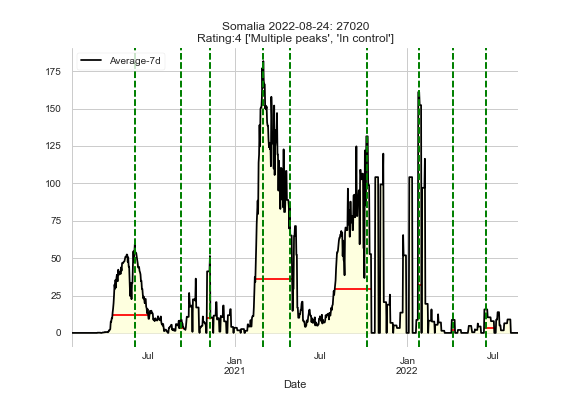 Somalia 2022-08-24: 27020
Rating:4 ['Multiple peaks', 'In control']
Average-7d
175
150
125
100
75
50
25
0
Jul
Jan
2021
Jul
Jan
2022
Jul
Date